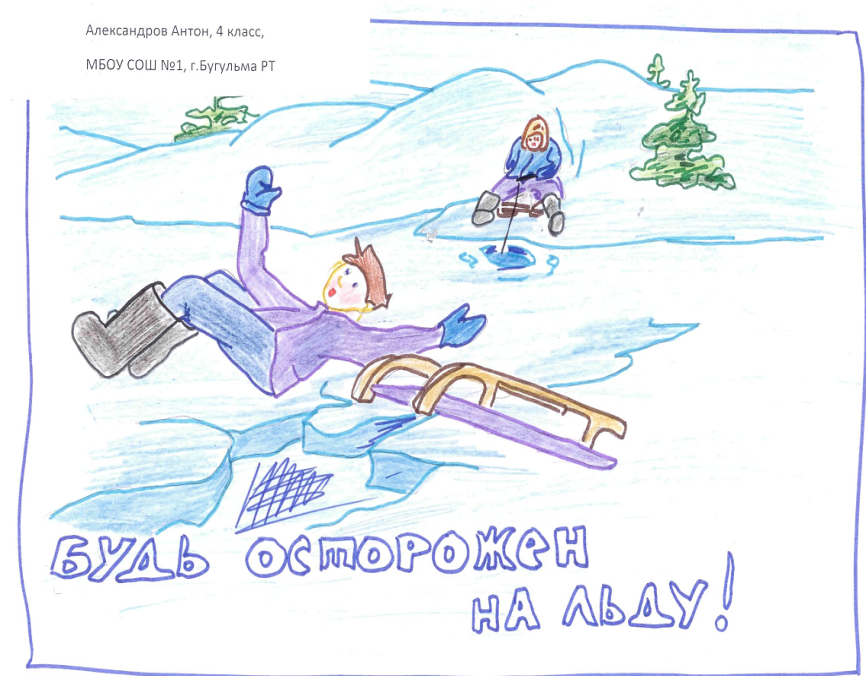 Александров Антон, 4 класс,
МБОУ СОШ №1, г.Бугульма РТ
БУДЬ ОСТОРОЖЕН
НА ЛЬДУ!